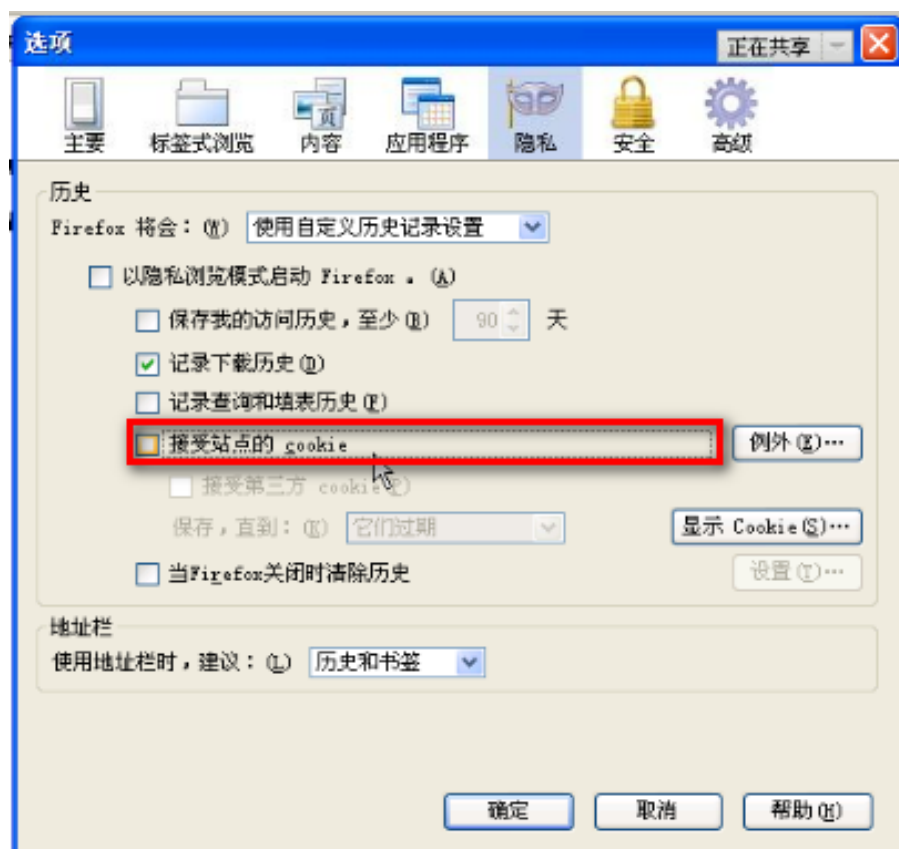 选项 正在共享
主要 标签式浏览 内容 应用程序 隐私 安全 高级
历史
Firefox 将会：(W) 使用自定义历史记录设置
以隐私浏览模式启动 Firefox 。(A)
保存我的访问历史，至少(R) 90 天
记录下载历史(D)
记录查询和填表历史(F)
接受站点的 cookie 例外(E)…
接受第三方 cookie(P)
保存，直到：(K) 它们过期 显示 Cookie(S)…
当Firefox关闭时清除历史 设置(T)…
地址栏
使用地址栏时，建议：(L) 历史和书签
确定 取消 帮助(H)